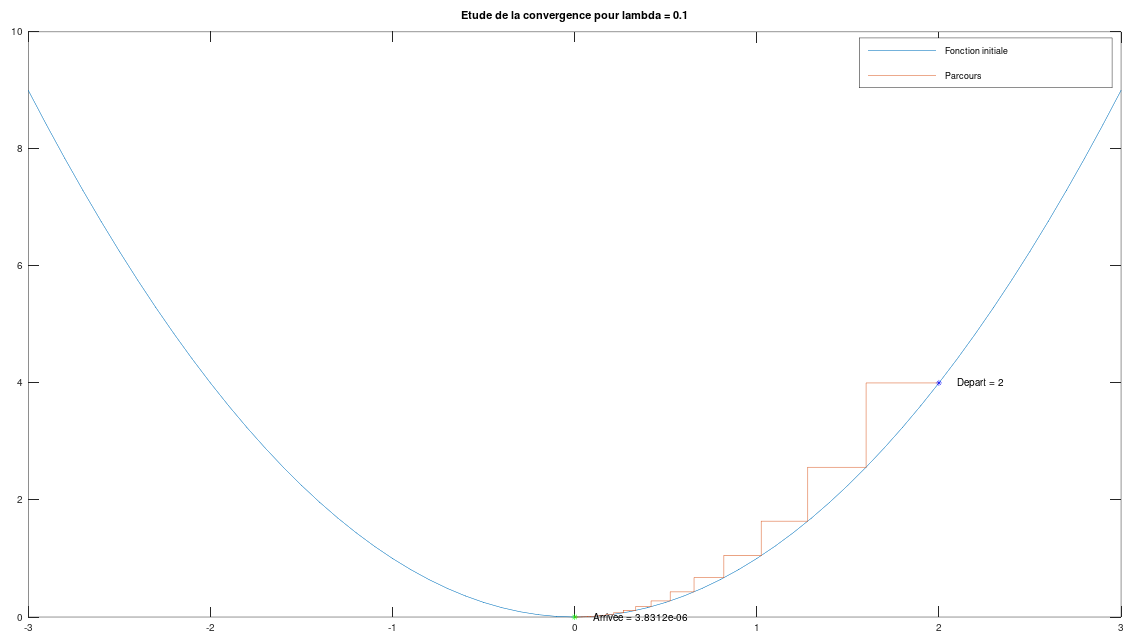 Etude de la convergence pour lambda = 0.1
10
8
6
4
2
0
-3
-2
-1
0
1
2
3
Fonction initiale
Parcours
Depart = 2
Arrivee = 3.8312e-06